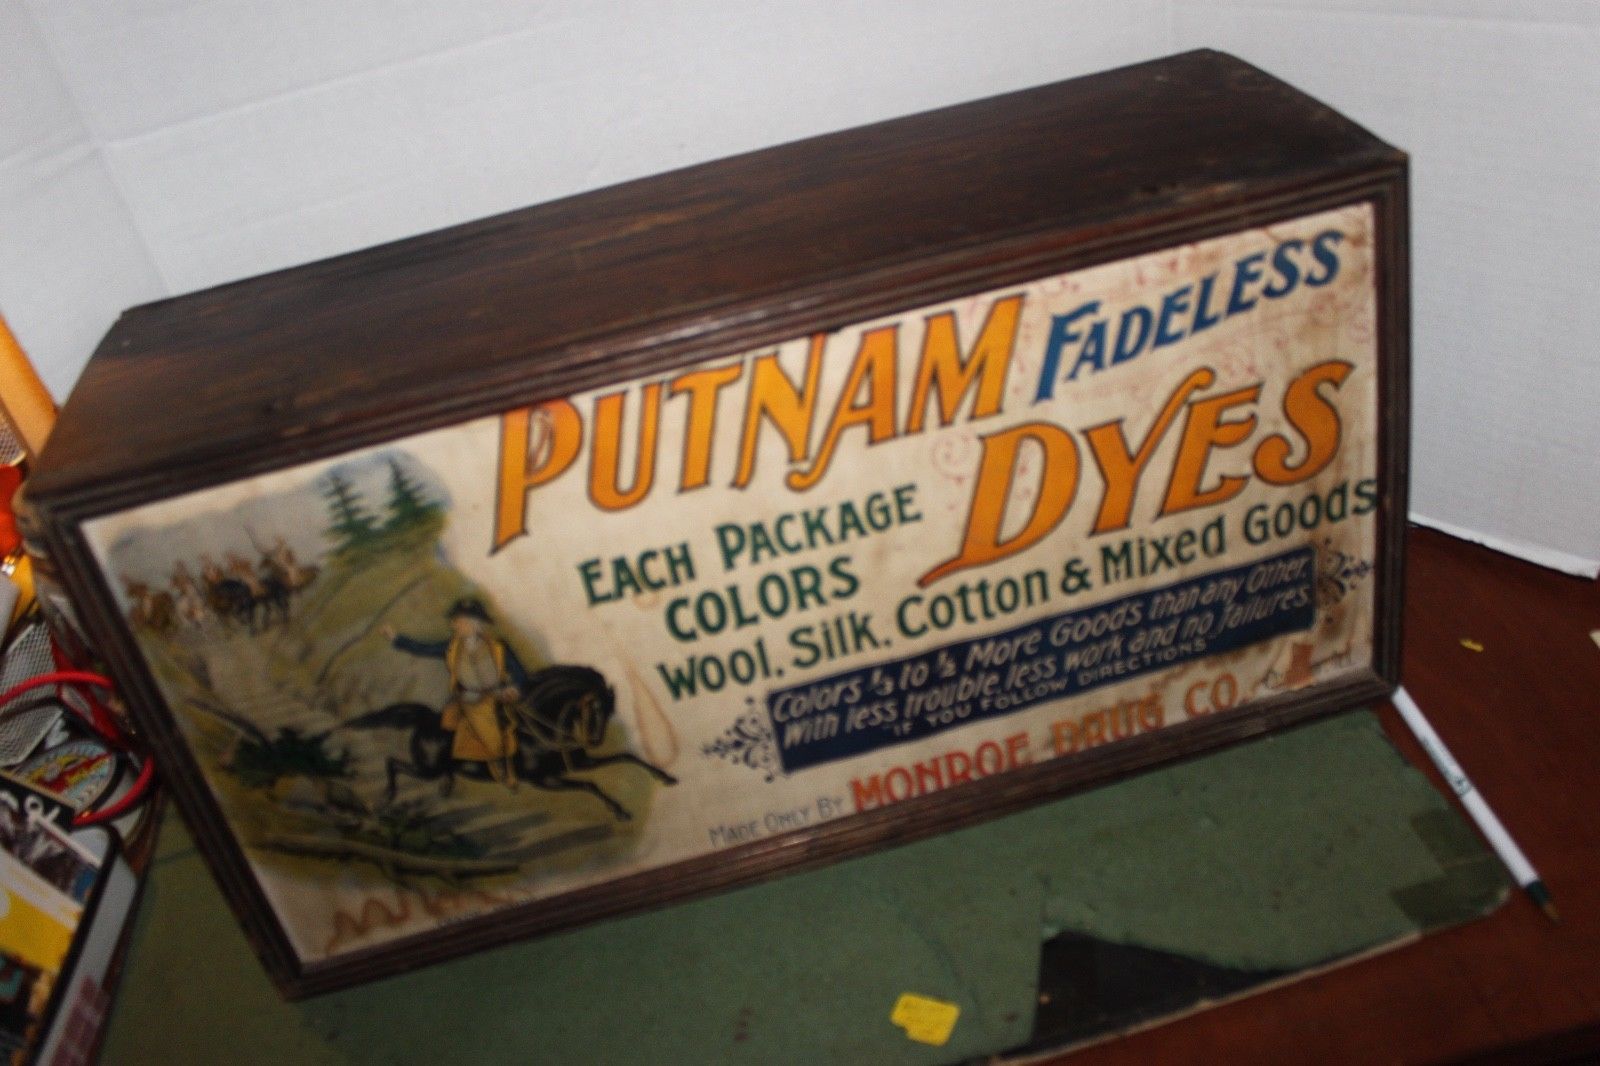 PUTNAM FADELESS
DYES
EACH PACKAGE
COLORS
Wool. Silk. Cotton & Mixed Goods
Colors ⅓ to ½ More Goods than any Other.
With less trouble, less work and no failures
IF YOU FOLLOW DIRECTIONS
MADE ONLY BY MONROE DRUG CO.